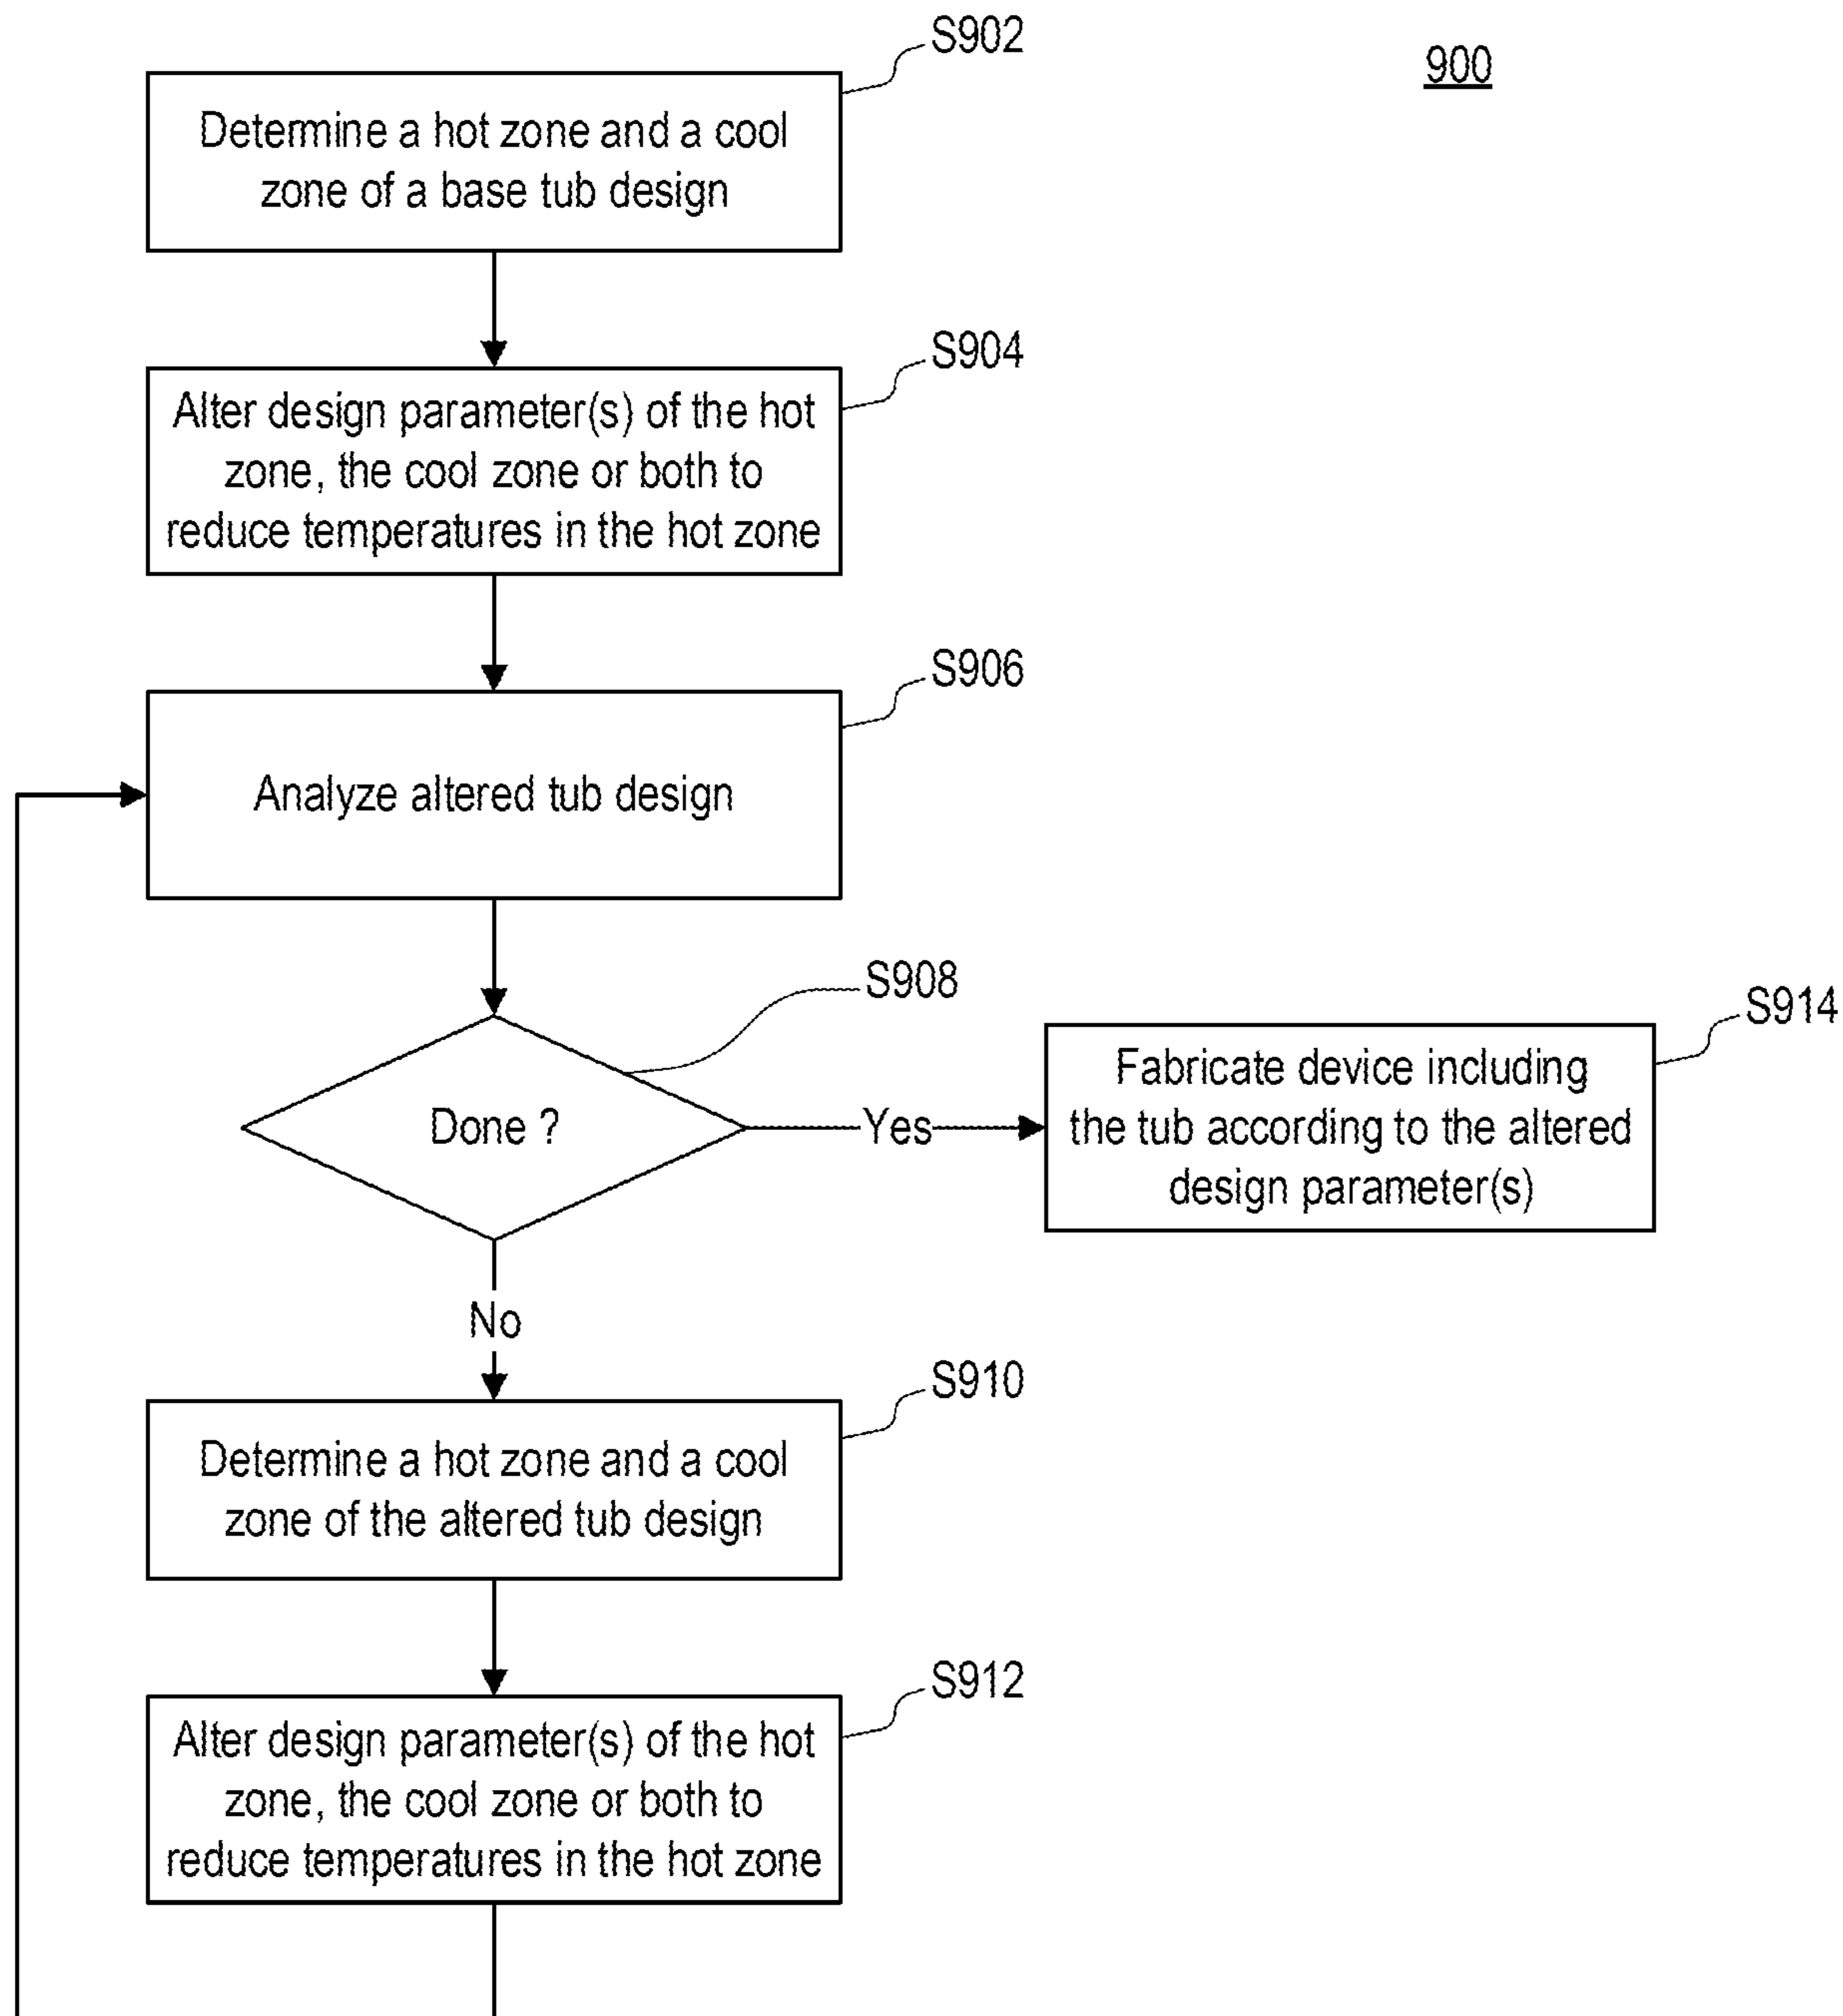 S902
900
Determine a hot zone and a cool
zone of a base tub design
S904
Alter design parameter(s) of the hot
zone, the cool zone or both to
reduce temperatures in the hot zone
S906
Analyze altered tub design
S908
Done ?
Yes
S914
Fabricate device including
the tub according to the altered
design parameter(s)
No
S910
Determine a hot zone and a cool
zone of the altered tub design
S912
Alter design parameter(s) of the hot
zone, the cool zone or both to
reduce temperatures in the hot zone